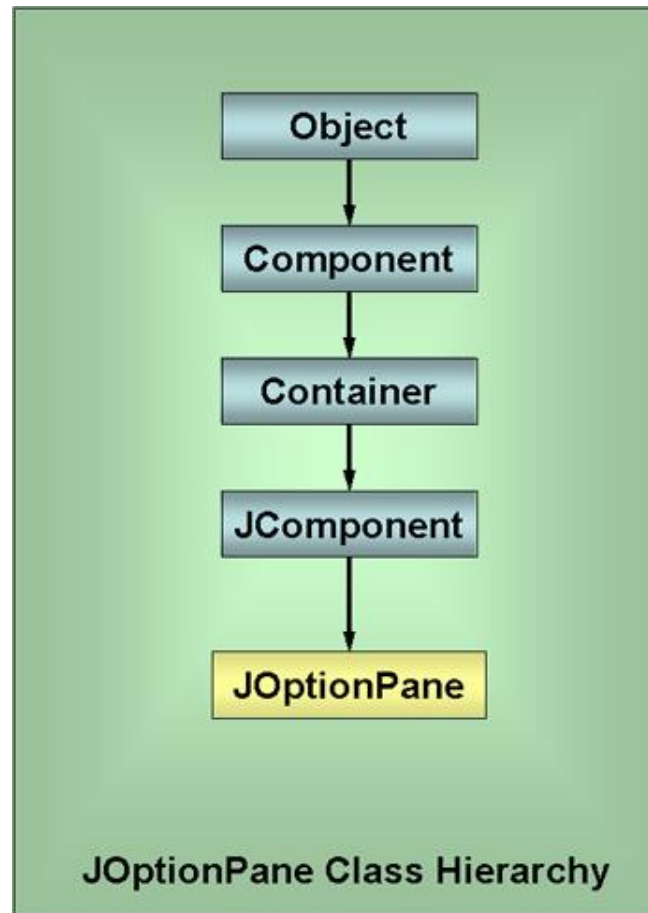 Object
Component
Container
JComponent
JOptionPane
JOptionPane Class Hierarchy